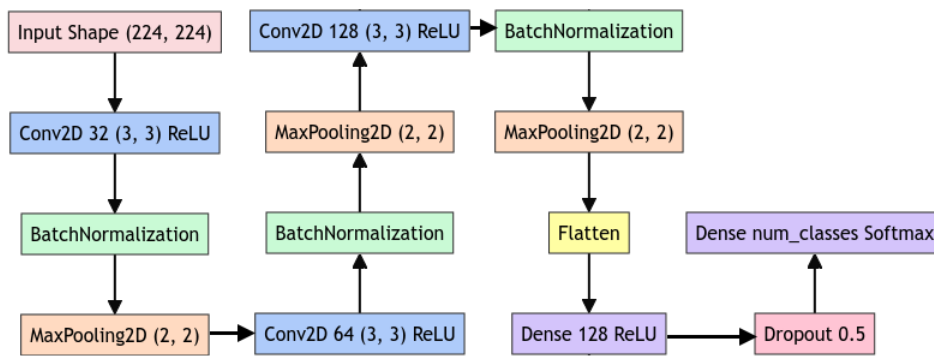 Input Shape (224, 224)
Conv2D 32 (3, 3) ReLU
BatchNormalization
MaxPooling2D (2, 2)
Conv2D 64 (3, 3) ReLU
BatchNormalization
MaxPooling2D (2, 2)
Conv2D 128 (3, 3) ReLU
BatchNormalization
MaxPooling2D (2, 2)
Flatten
Dense 128 ReLU
Dropout 0.5
Dense num_classes Softmax